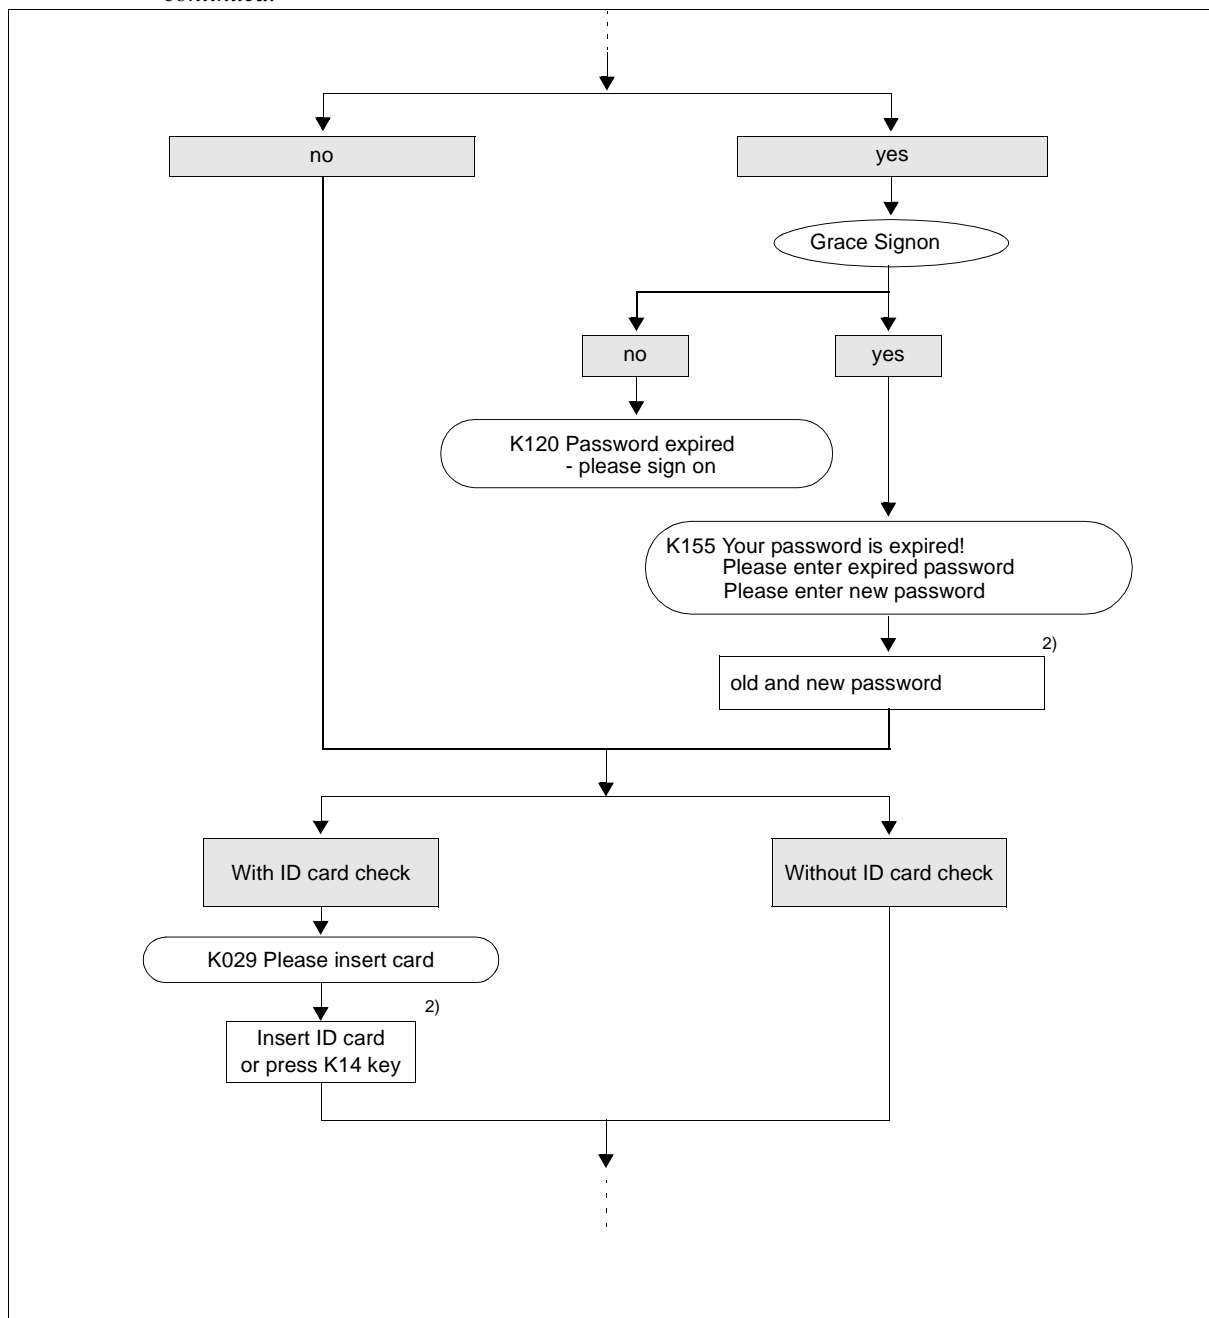 no
yes
Grace Signon
no
yes
K120 Password expired
- please sign on
K155 Your password is expired!
Please enter expired password
Please enter new password
2)
old and new password
With ID card check
Without ID card check
K029 Please insert card
2)
Insert ID card
or press K14 key